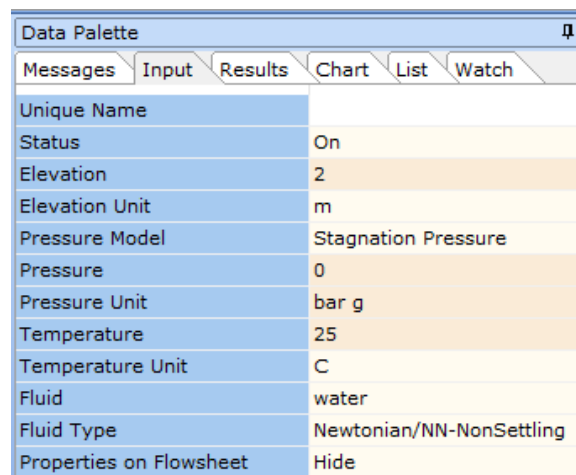 Data Palette
Messages Input Results Chart List Watch
Unique Name
Status On
Elevation 2
Elevation Unit m
Pressure Model Stagnation Pressure
Pressure 0
Pressure Unit bar g
Temperature 25
Temperature Unit C
Fluid water
Fluid Type Newtonian/NN-NonSettling
Properties on Flowsheet Hide